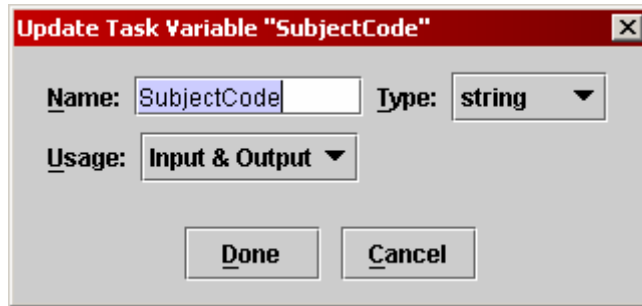 Update Task Variable "SubjectCode"
Name: SubjectCode Type: string
Usage: Input & Output
Done Cancel